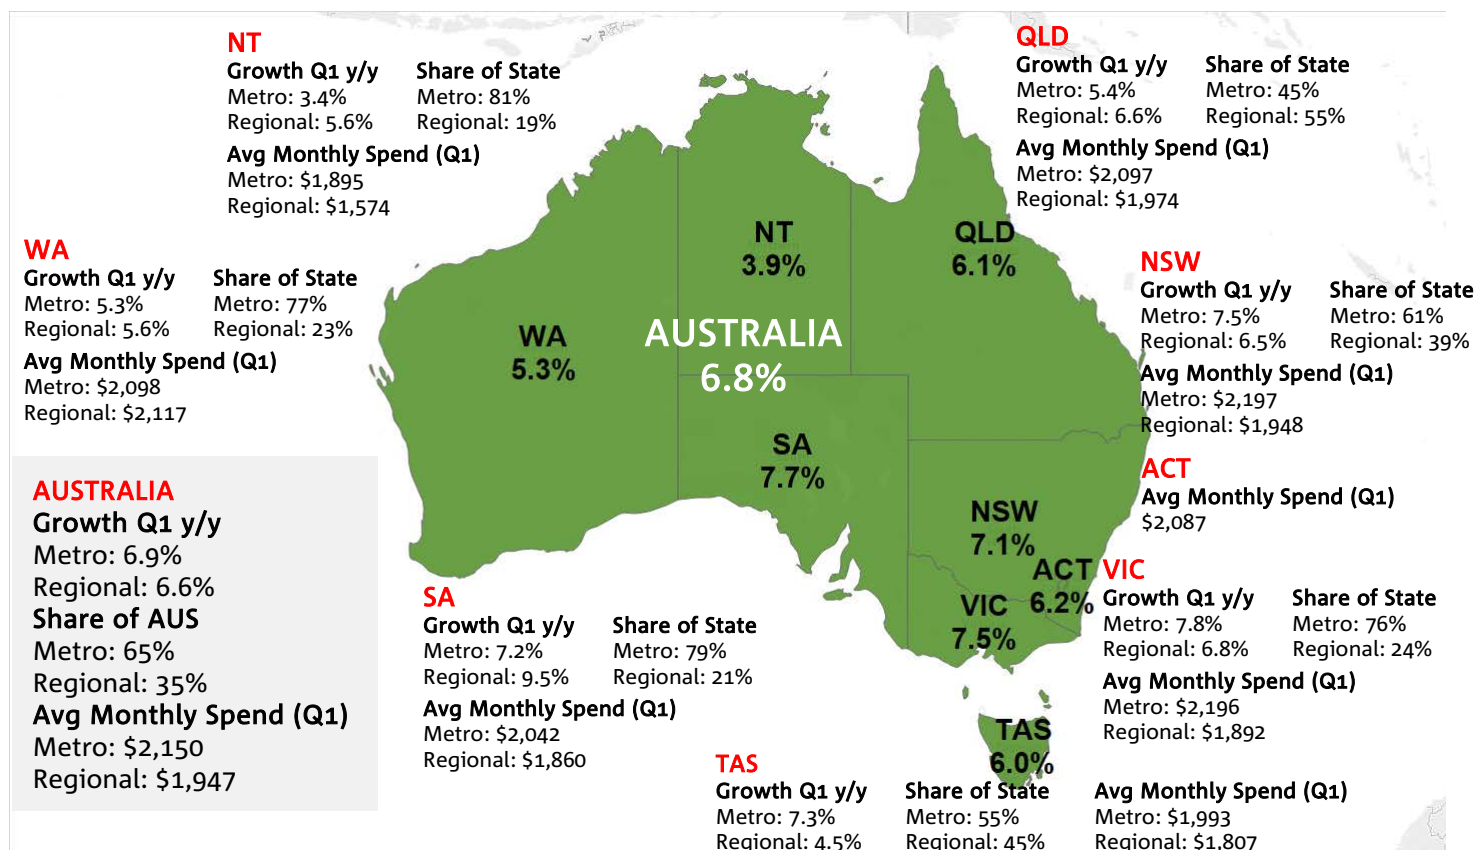 NT
Growth Q1 y/y Share of State
Metro: 3.4% Metro: 81%
Regional: 5.6% Regional: 19%
Avg Monthly Spend (Q1)
Metro: $1,895
Regional: $1,574
QLD
Growth Q1 y/y Share of State
Metro: 5.4% Metro: 45%
Regional: 6.6% Regional: 55%
Avg Monthly Spend (Q1)
Metro: $2,097
Regional: $1,974
WA
Growth Q1 y/y Share of State
Metro: 5.3% Metro: 77%
Regional: 5.6% Regional: 23%
Avg Monthly Spend (Q1)
Metro: $2,098
Regional: $2,117
NT
3.9%
QLD
6.1%
WA
5.3%
AUSTRALIA
6.8%
SA
7.7%
NSW
7.1%
ACT
6.2%
VIC
7.5%
TAS
6.0%
NSW
Growth Q1 y/y Share of State
Metro: 7.5% Metro: 61%
Regional: 6.5% Regional: 39%
Avg Monthly Spend (Q1)
Metro: $2,197
Regional: $1,948
ACT
Avg Monthly Spend (Q1)
$2,087
AUSTRALIA
Growth Q1 y/y
Metro: 6.9%
Regional: 6.6%
Share of AUS
Metro: 65%
Regional: 35%
Avg Monthly Spend (Q1)
Metro: $2,150
Regional: $1,947
SA
Growth Q1 y/y Share of State
Metro: 7.2% Metro: 79%
Regional: 9.5% Regional: 21%
Avg Monthly Spend (Q1)
Metro: $2,042
Regional: $1,860
VIC
Growth Q1 y/y Share of State
Metro: 7.8% Metro: 76%
Regional: 6.8% Regional: 24%
Avg Monthly Spend (Q1)
Metro: $2,196
Regional: $1,892
TAS
Growth Q1 y/y Share of State Avg Monthly Spend (Q1)
Metro: 7.3% Metro: 55% Metro: $1,993
Regional: 4.5% Regional: 45% Regional: $1,807